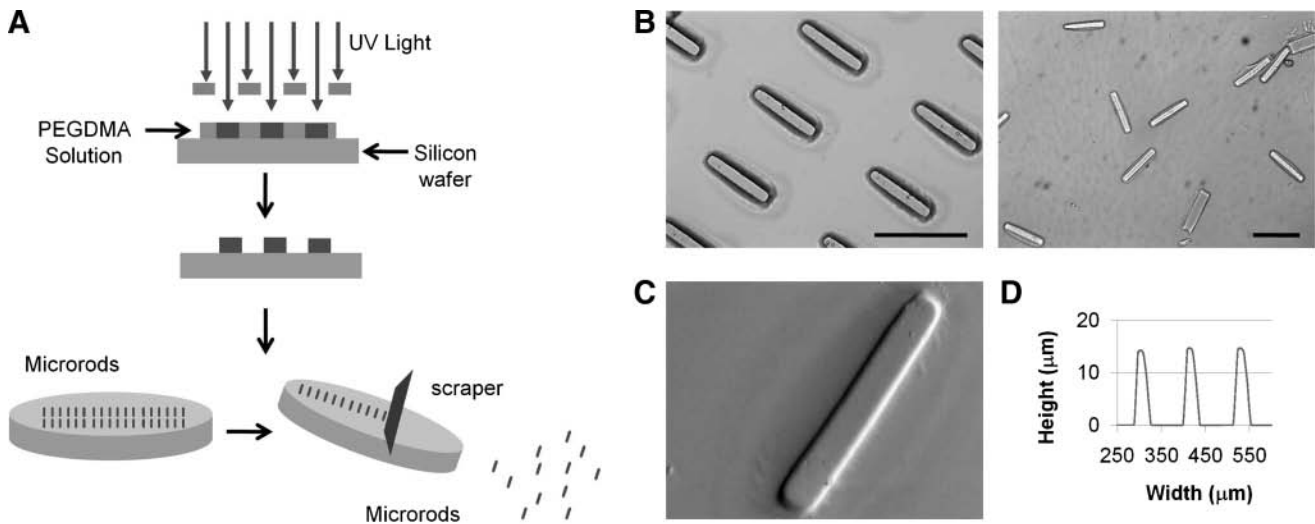 A
UV Light
PEGDMA
Solution
Silicon
wafer
Microrods
scraper
Microrods
B
C
D
Height (μm)
20
10
0
250 350 450 550
Width (μm)